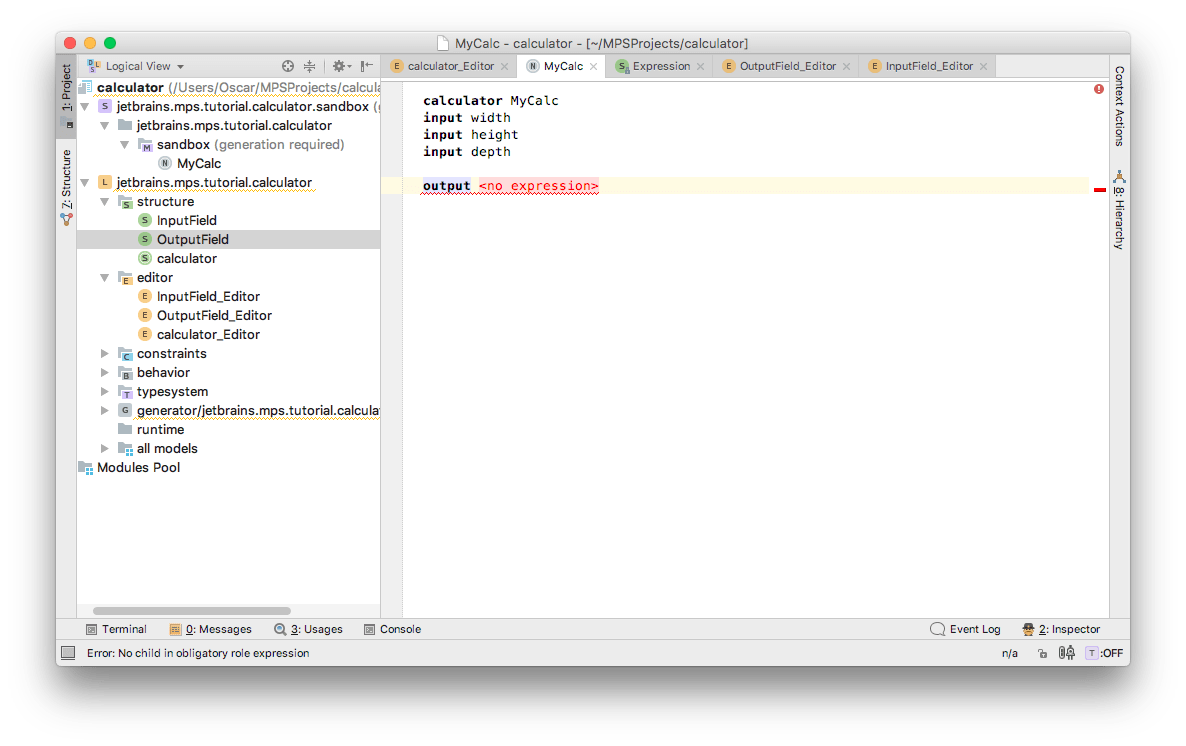 MyCalc - calculator - [~/MPSProjects/calculator]
1: Project
Logical View
calculator_Editor
MyCalc
Expression
OutputField_Editor
InputField_Editor
Context Actions
calculator (/Users/Oscar/MPSProjects/calcula
S jetbrains.mps.tutorial.calculator.sandbox (g
jetbrains.mps.tutorial.calculator
M sandbox (generation required)
N MyCalc
L jetbrains.mps.tutorial.calculator
S structure
S InputField
S OutputField
S calculator
E editor
E InputField_Editor
E OutputField_Editor
E calculator_Editor
C constraints
B behavior
T typesystem
G generator/jetbrains.mps.tutorial.calculat
runtime
all models
Modules Pool
7: Structure
calculator MyCalc
input width
input height
input depth
output <no expression>
8: Hierarchy
Terminal
0: Messages
3: Usages
Console
Event Log
2: Inspector
Error: No child in obligatory role expression
n/a
T :OFF